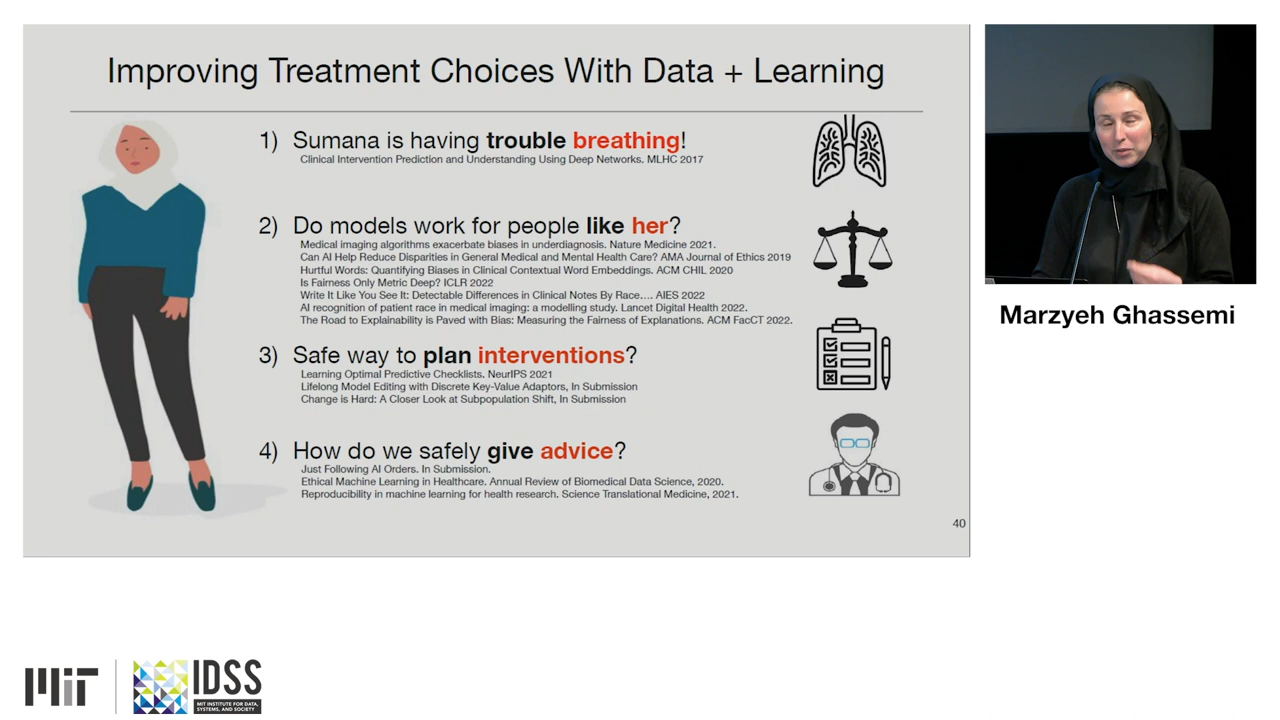 Improving Treatment Choices With Data + Learning
1) Sumana is having trouble breathing!
Clinical Intervention Prediction and Understanding Using Deep Networks. MLHC 2017
2) Do models work for people like her?
Medical imaging algorithms exacerbate biases in underdiagnosis. Nature Medicine 2021.
Can AI Help Reduce Disparities in General Medical and Mental Health Care? AMA Journal of Ethics 2019
Hurtful Words: Quantifying Biases in Clinical Contextual Word Embeddings. ACM CHIL 2020
Is Fairness Only Metric Deep? ICLR 2022
Write It Like You See It: Detectable Differences in Clinical Notes By Race.... AIES 2022
AI recognition of patient race in medical imaging: a modelling study. Lancet Digital Health 2022.
The Road to Explainability is Paved with Bias: Measuring the Fairness of Explanations. ACM FacCT 2022.
3) Safe way to plan interventions?
Learning Optimal Predictive Checklists. NeurIPS 2021
Lifelong Model Editing with Discrete Key-Value Adaptors, In Submission
Change is Hard: A Closer Look at Subpopulation Shift, In Submission
4) How do we safely give advice?
Just Following AI Orders. In Submission.
Ethical Machine Learning in Healthcare. Annual Review of Biomedical Data Science, 2020.
Reproducibility in machine learning for health research. Science Translational Medicine, 2021.
40
Marzyeh Ghassemi
MIT
IDSS
MIT INSTITUTE FOR DATA,
SYSTEMS, AND SOCIETY